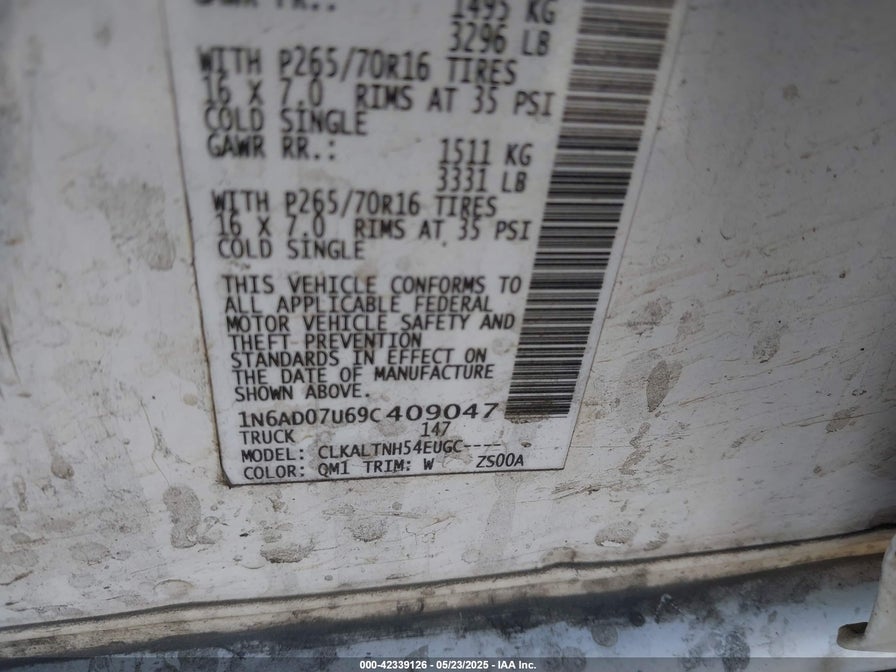 GAWR FR.: 1495 KG
3296 LB
WITH P265/70R16 TIRES
16 X 7.0 RIMS AT 35 PSI
COLD SINGLE
GAWR RR.: 1511 KG
3331 LB
WITH P265/70R16 TIRES
16 X 7.0 RIMS AT 35 PSI
COLD SINGLE
THIS VEHICLE CONFORMS TO
ALL APPLICABLE FEDERAL
MOTOR VEHICLE SAFETY AND
THEFT PREVENTION
STANDARDS IN EFFECT ON
THE DATE OF MANUFACTURE
SHOWN ABOVE.
1N6AD07U69C409047
TRUCK 147
MODEL: CLKALTNH54EUGC----
COLOR: QM1 TRIM: W ZS00A
000-42339126 - 05/23/2025 - IAA Inc.